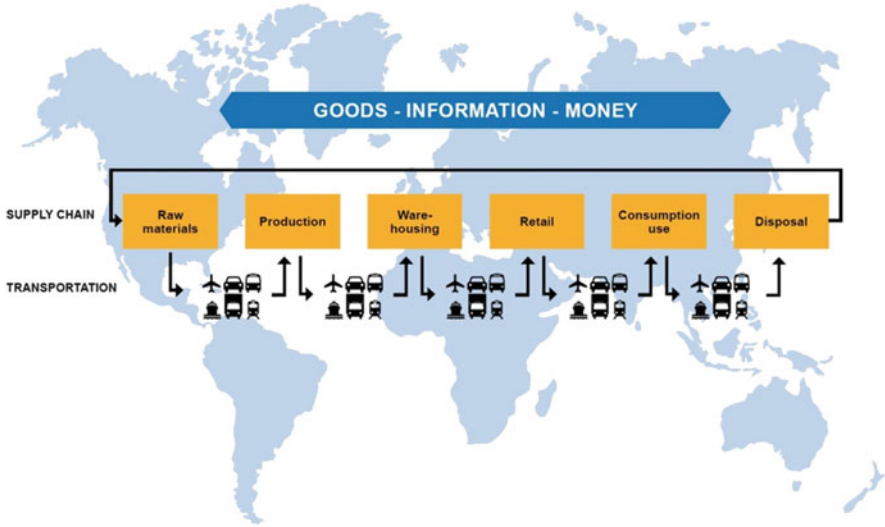 GOODS - INFORMATION - MONEY
SUPPLY CHAIN
Raw
materials
Production
Ware-
housing
Retail
Consumption
use
Disposal
TRANSPORTATION